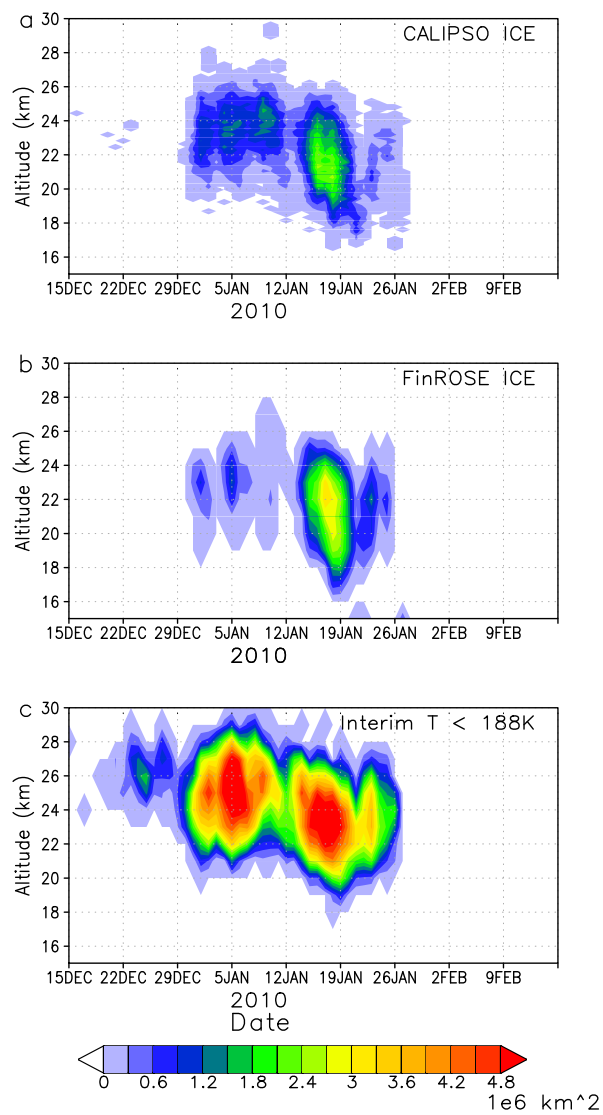 a
CALIPSO ICE
30
28
26
24
22
20
18
16
Altitude (km)
15DEC 22DEC 29DEC 5JAN 12JAN 19JAN 26JAN 2FEB 9FEB
2010
b
FinROSE ICE
30
28
26
24
22
20
18
16
Altitude (km)
15DEC 22DEC 29DEC 5JAN 12JAN 19JAN 26JAN 2FEB 9FEB
2010
c
Interim T < 188K
30
28
26
24
22
20
18
16
Altitude (km)
15DEC 22DEC 29DEC 5JAN 12JAN 19JAN 26JAN 2FEB 9FEB
2010
Date
0 0.6 1.2 1.8 2.4 3 3.6 4.2 4.8
1e6 km^2